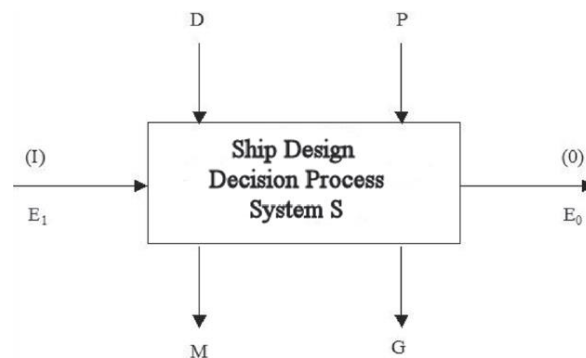 D P
Ship Design
(I) Decision Process (0)
System S
E₁ E₀
M G